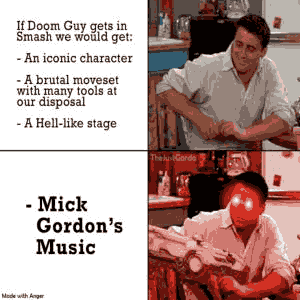 If Doom Guy gets in
Smash we would get:
- An iconic character
- A brutal moveset
with many tools at
our disposal
- A Hell-like stage
TheJustGordo
- Mick
Gordon's
Music
Made with Anger